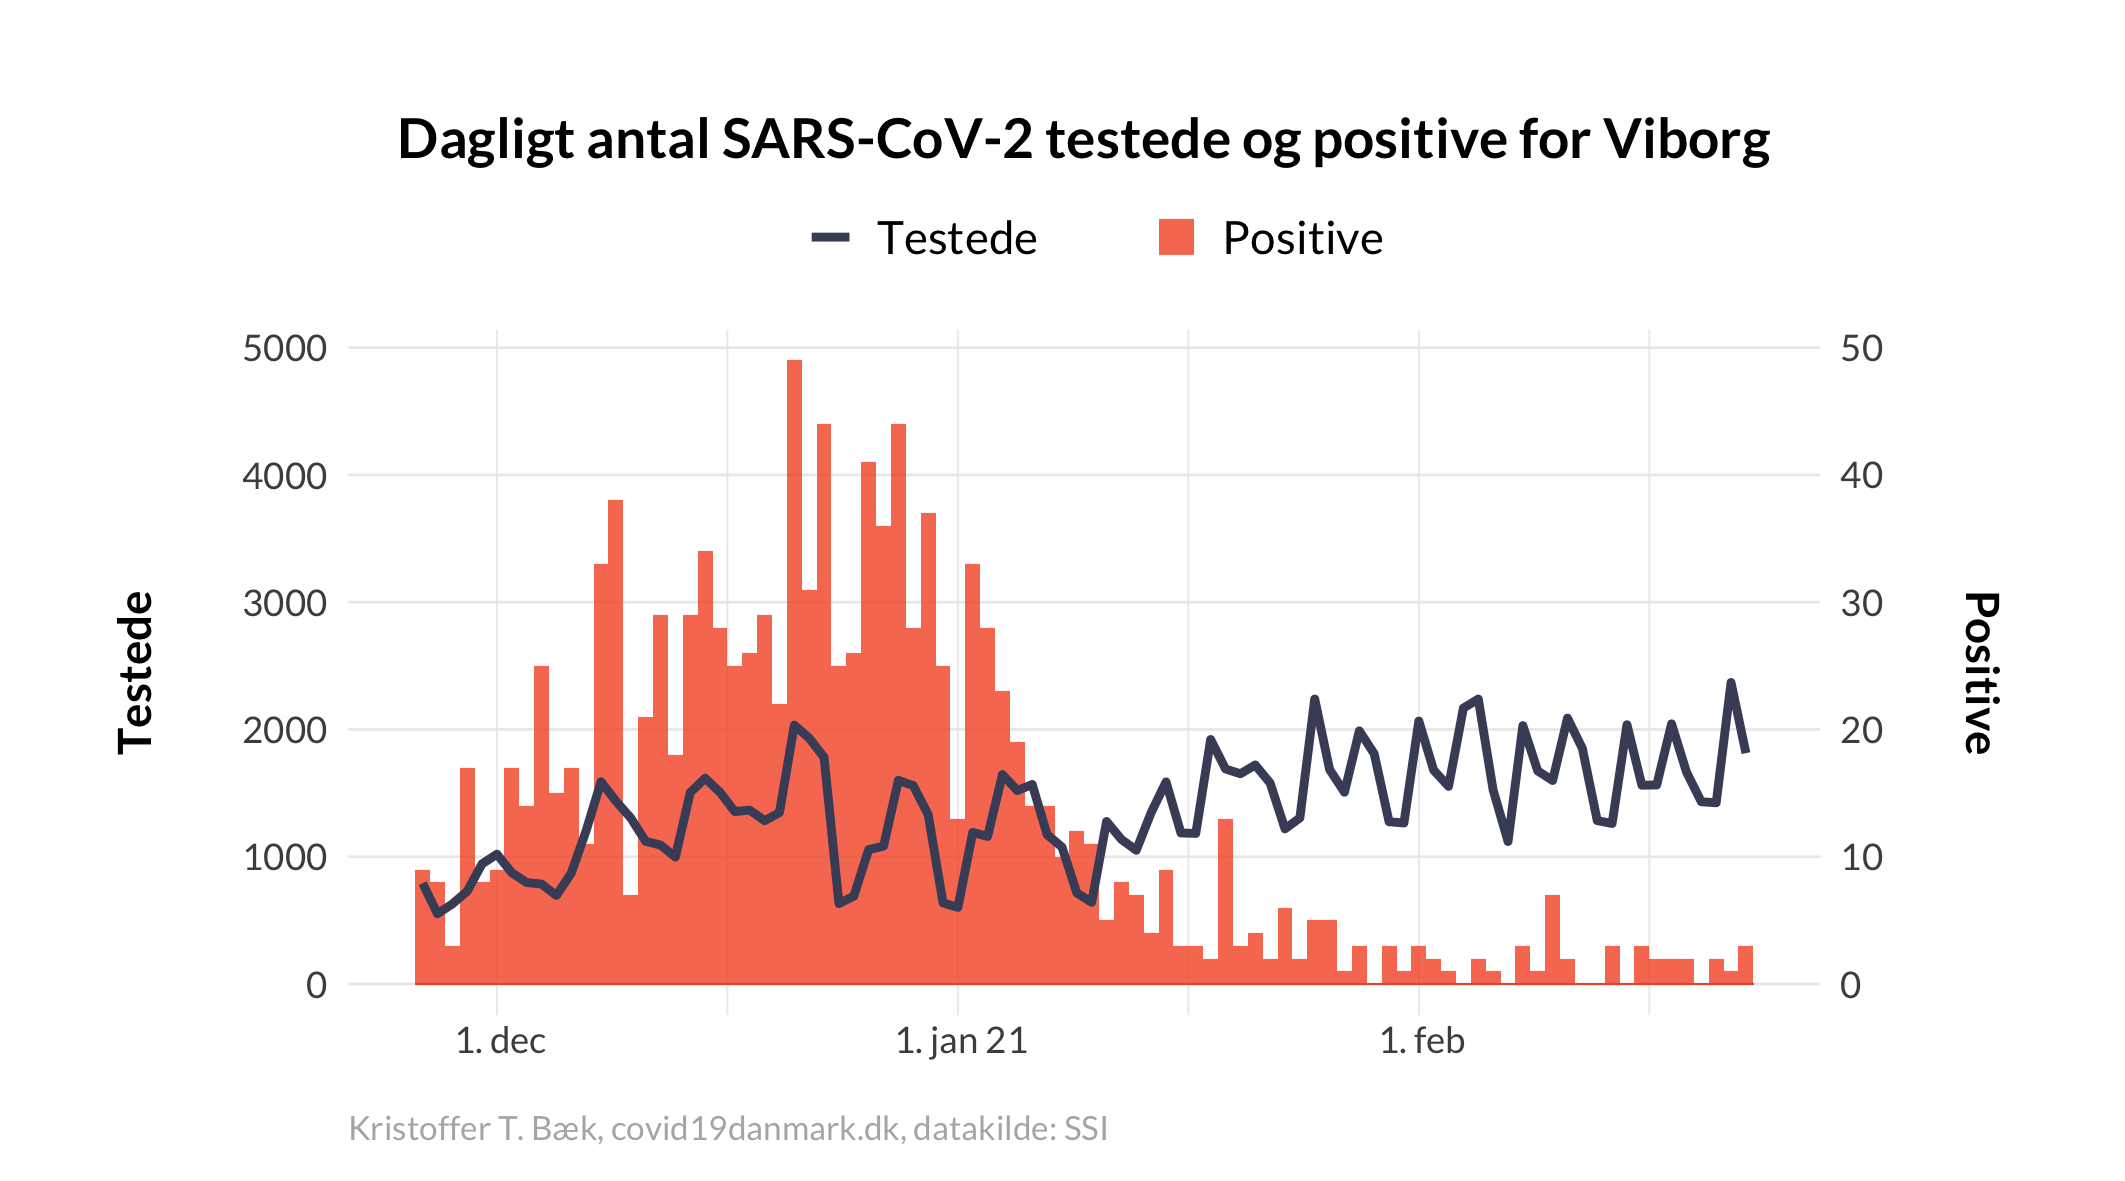 Dagligt antal SARS-CoV-2 testede og positive for Viborg
Testede Positive
5000 50
4000 40
3000 30
2000 20
1000 10
0 0
Testede
Positive
1. dec 1. jan 21 1. feb
Kristoffer T. Bæk, covid19danmark.dk, datakilde: SSI